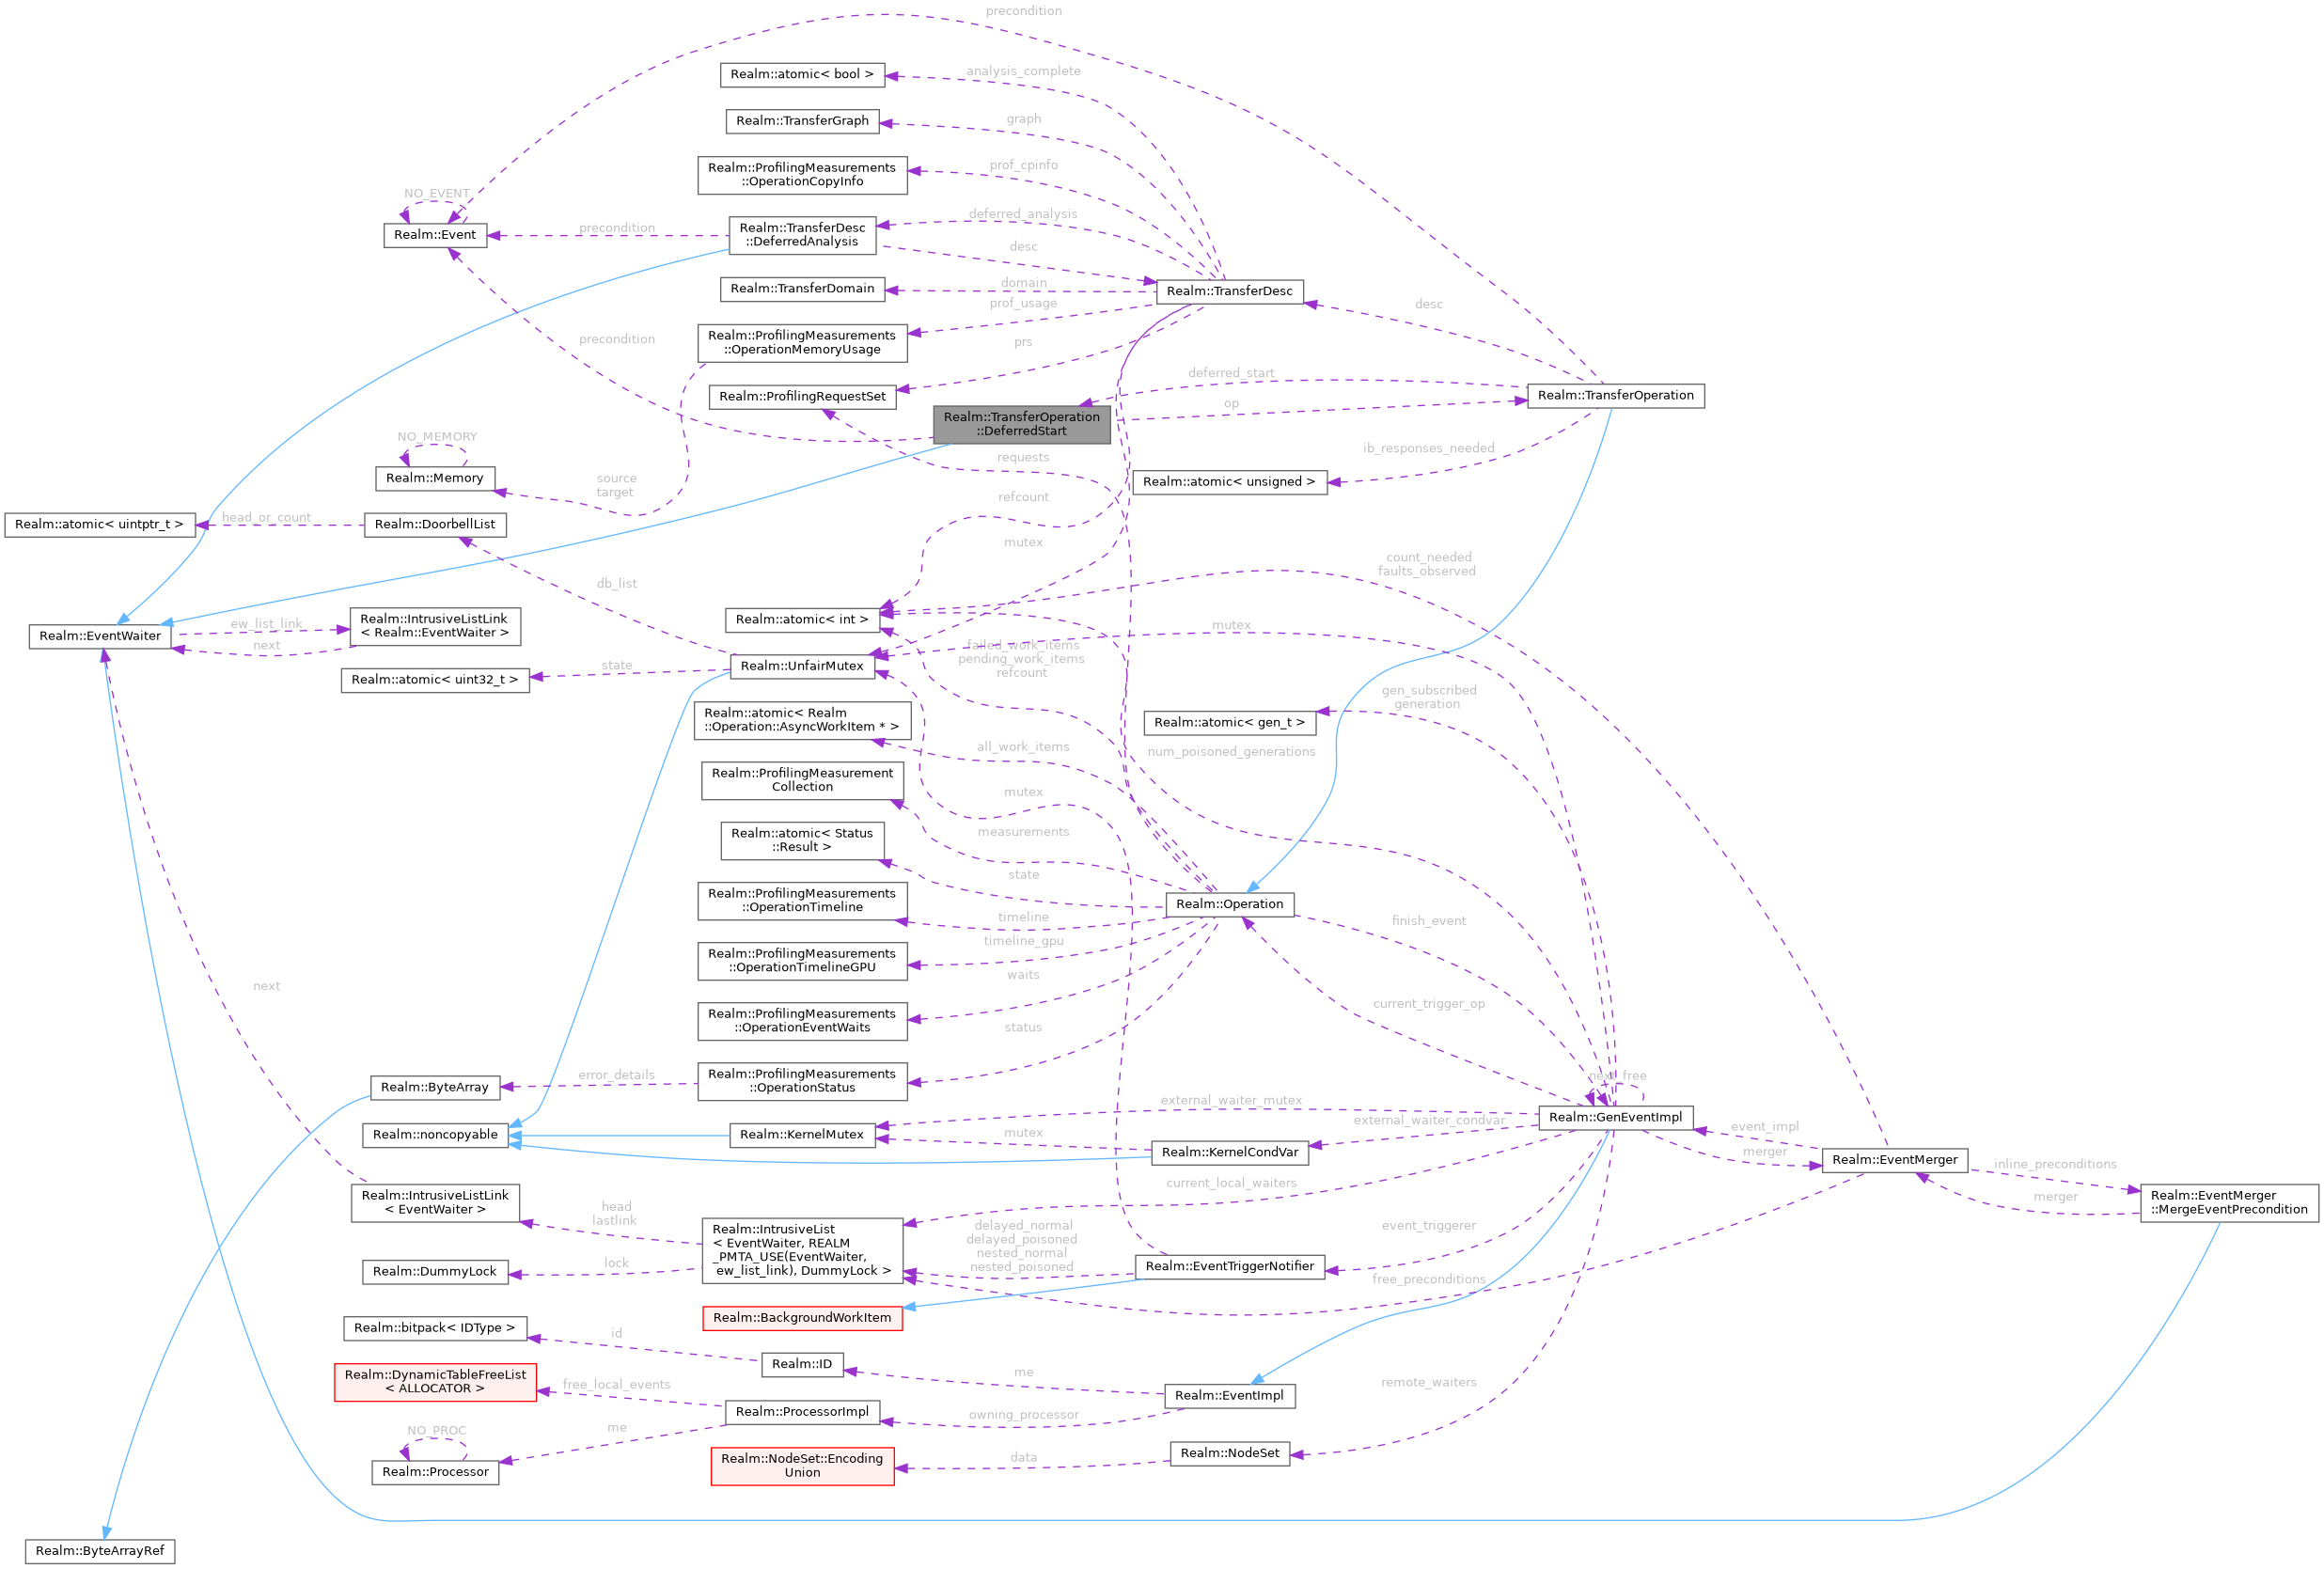 precondition
Realm::atomic< bool >
analysis_complete
Realm::TransferGraph
graph
Realm::ProfilingMeasurements
::OperationCopyInfo
prof_cpinfo
NO_EVENT
Realm::Event
precondition
Realm::TransferDesc
::DeferredAnalysis
deferred_analysis
desc
Realm::TransferDomain
domain
Realm::TransferDesc
prof_usage
desc
precondition
Realm::ProfilingMeasurements
::OperationMemoryUsage
prs
deferred_start
Realm::ProfilingRequestSet
Realm::TransferOperation
Realm::TransferOperation
::DeferredStart
op
NO_MEMORY
Realm::Memory
source
target
requests
ib_responses_needed
Realm::atomic< unsigned >
refcount
Realm::atomic< uintptr_t >
head_or_count
Realm::DoorbellList
mutex
count_needed
faults_observed
db_list
Realm::EventWaiter
ew_list_link
next
Realm::IntrusiveListLink
< Realm::EventWaiter >
Realm::atomic< int >
mutex
failed_work_items
pending_work_items
refcount
Realm::atomic< uint32_t >
state
Realm::UnfairMutex
gen_subscribed
generation
Realm::atomic< Realm
::Operation::AsyncWorkItem * >
Realm::atomic< gen_t >
all_work_items
num_poisoned_generations
Realm::ProfilingMeasurement
Collection
mutex
measurements
Realm::atomic< Status
::Result >
state
Realm::ProfilingMeasurements
::OperationTimeline
timeline
Realm::Operation
finish_event
Realm::ProfilingMeasurements
::OperationTimelineGPU
timeline_gpu
next
waits
Realm::ProfilingMeasurements
::OperationEventWaits
current_trigger_op
status
Realm::ByteArray
error_details
Realm::ProfilingMeasurements
::OperationStatus
next_free
external_waiter_mutex
Realm::GenEventImpl
external_waiter_condvar
Realm::noncopyable
Realm::KernelMutex
mutex
Realm::KernelCondVar
event_impl
merger
Realm::EventMerger
inline_preconditions
merger
Realm::EventMerger
::MergeEventPrecondition
current_local_waiters
Realm::IntrusiveListLink
< EventWaiter >
head
lastlink
Realm::IntrusiveList
< EventWaiter, REALM
_PMTA_USE(EventWaiter,
ew_list_link), DummyLock >
delayed_normal
delayed_poisoned
nested_normal
nested_poisoned
event_triggerer
Realm::DummyLock
lock
Realm::EventTriggerNotifier
free_preconditions
Realm::BackgroundWorkItem
Realm::bitpack< IDType >
id
Realm::ID
me
Realm::DynamicTableFreeList
< ALLOCATOR >
free_local_events
Realm::EventImpl
remote_waiters
Realm::ProcessorImpl
owning_processor
NO_PROC
me
Realm::Processor
Realm::NodeSet::Encoding
Union
data
Realm::NodeSet
Realm::ByteArrayRef